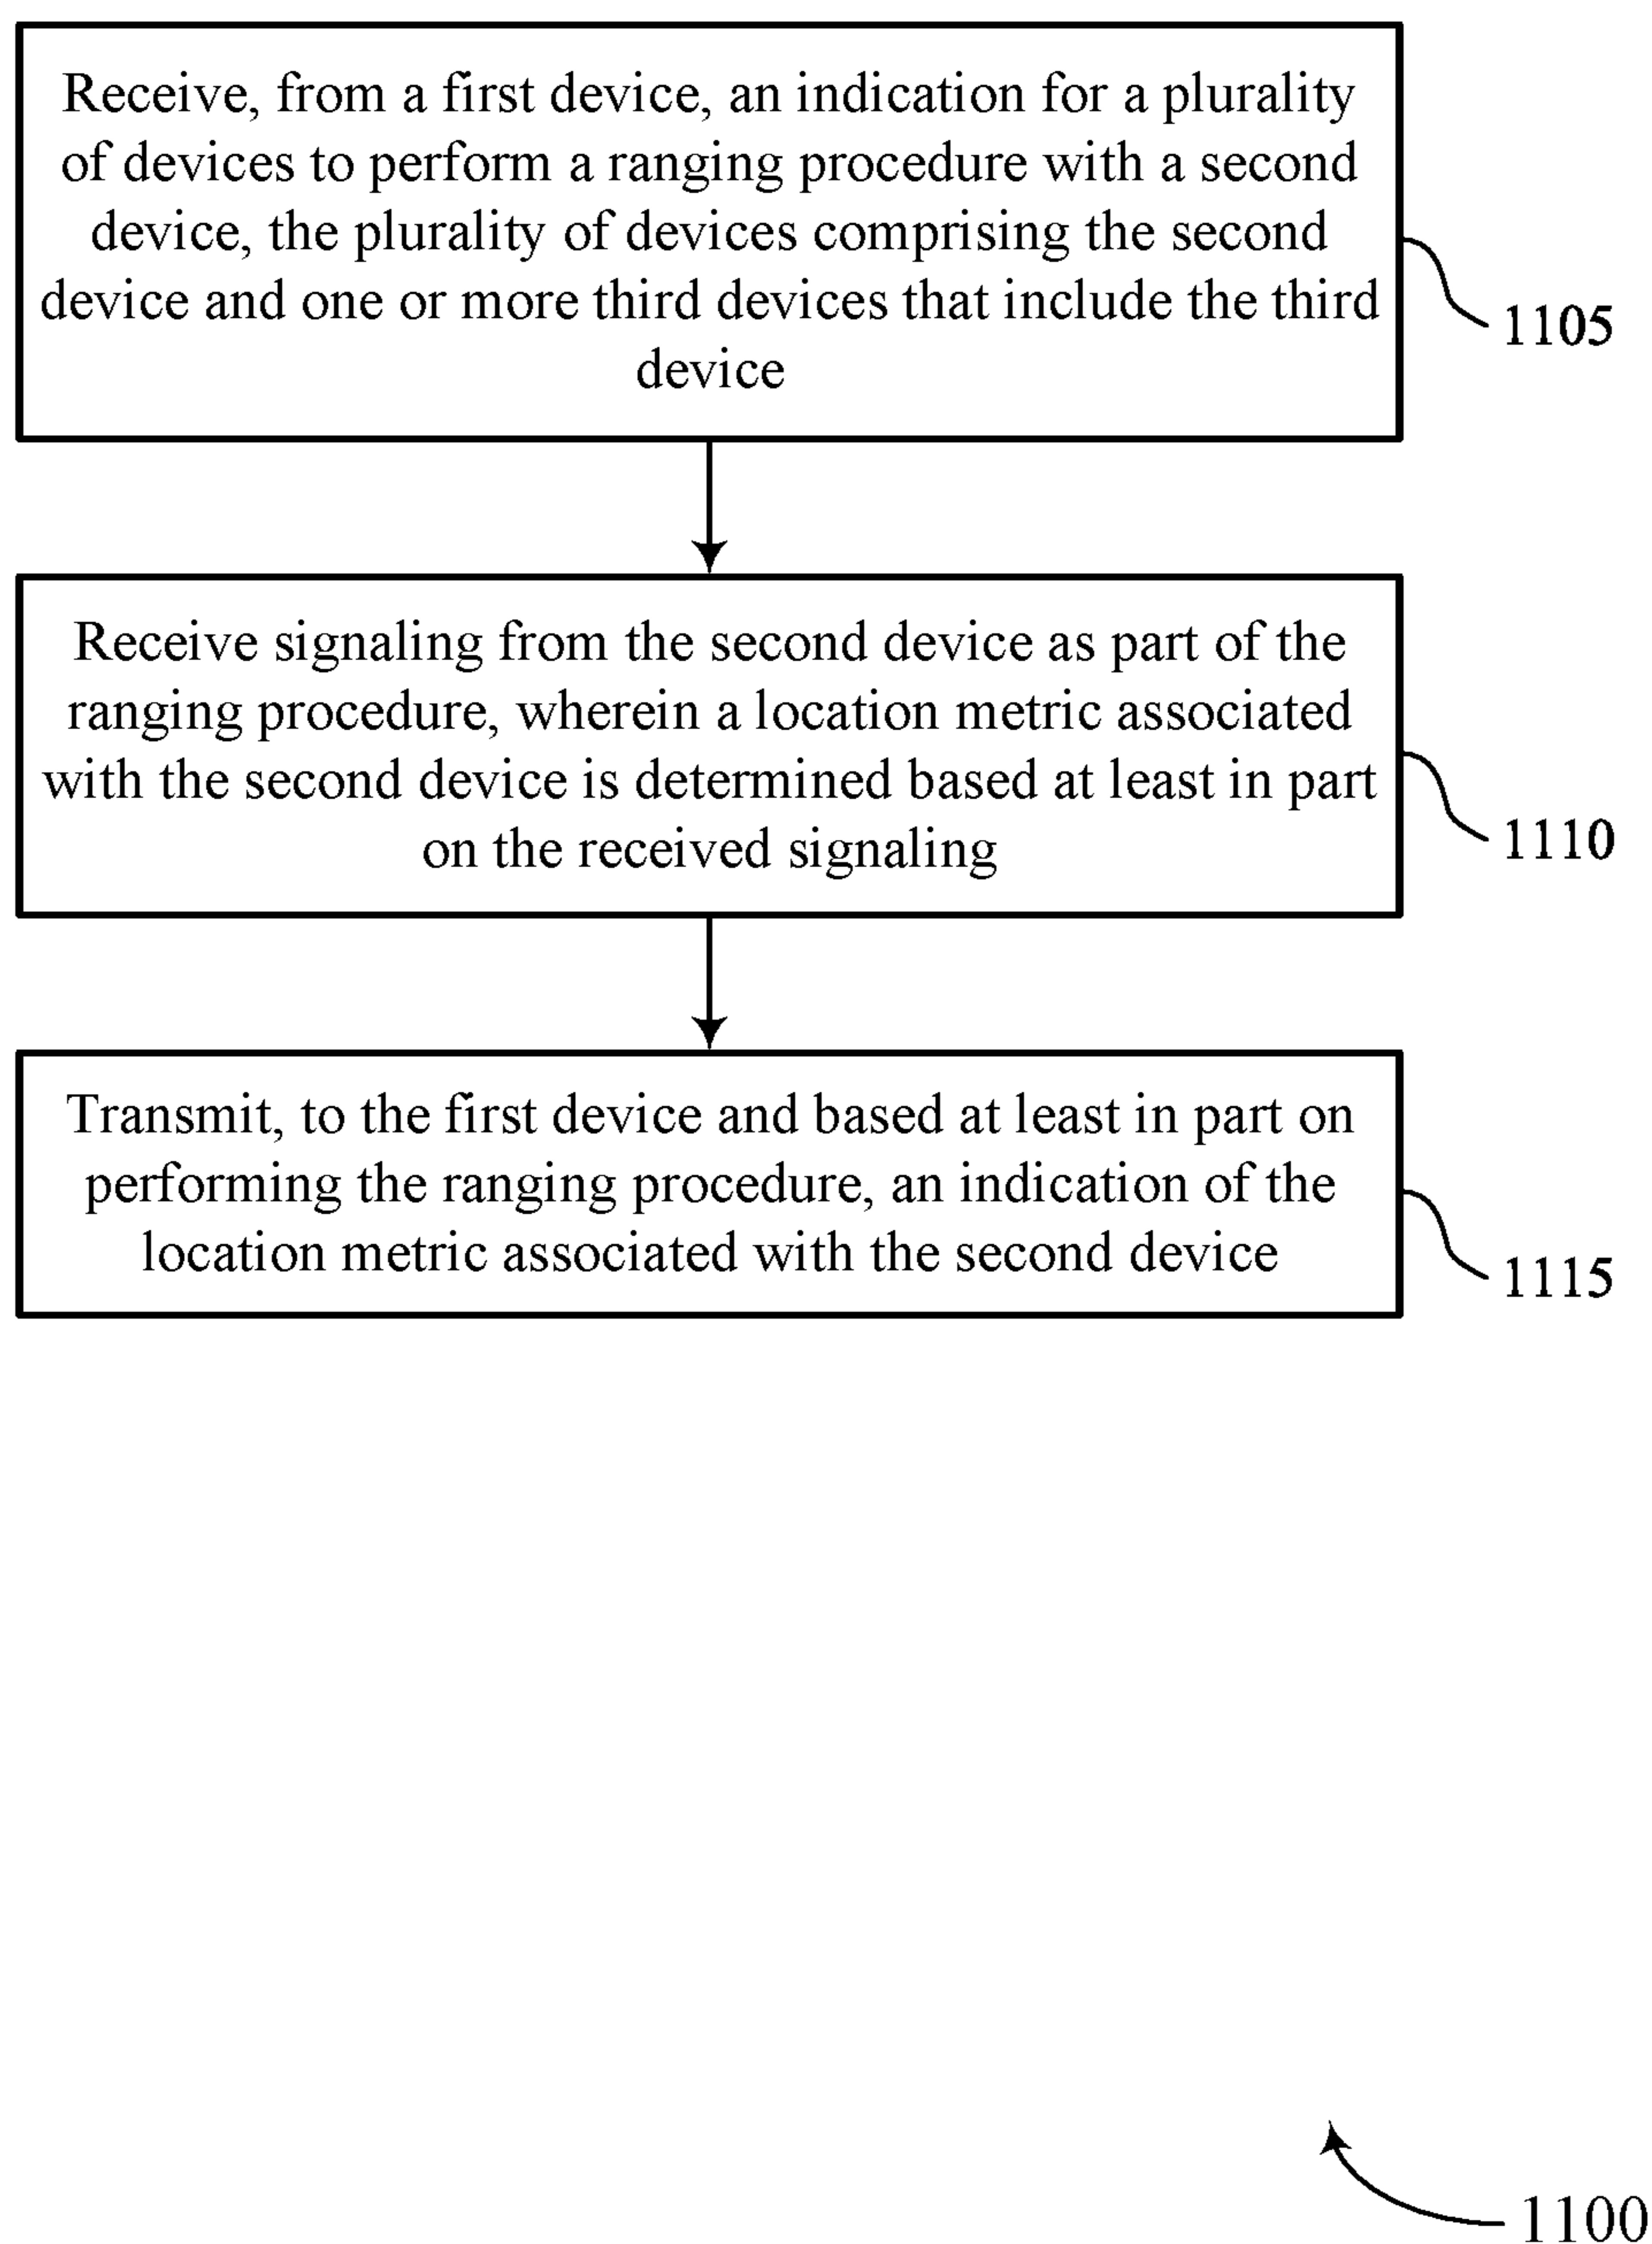 Receive, from a first device, an indication for a plurality
of devices to perform a ranging procedure with a second
device, the plurality of devices comprising the second
device and one or more third devices that include the third
device
1105
Receive signaling from the second device as part of the
ranging procedure, wherein a location metric associated
with the second device is determined based at least in part
on the received signaling
1110
Transmit, to the first device and based at least in part on
performing the ranging procedure, an indication of the
location metric associated with the second device
1115
1100